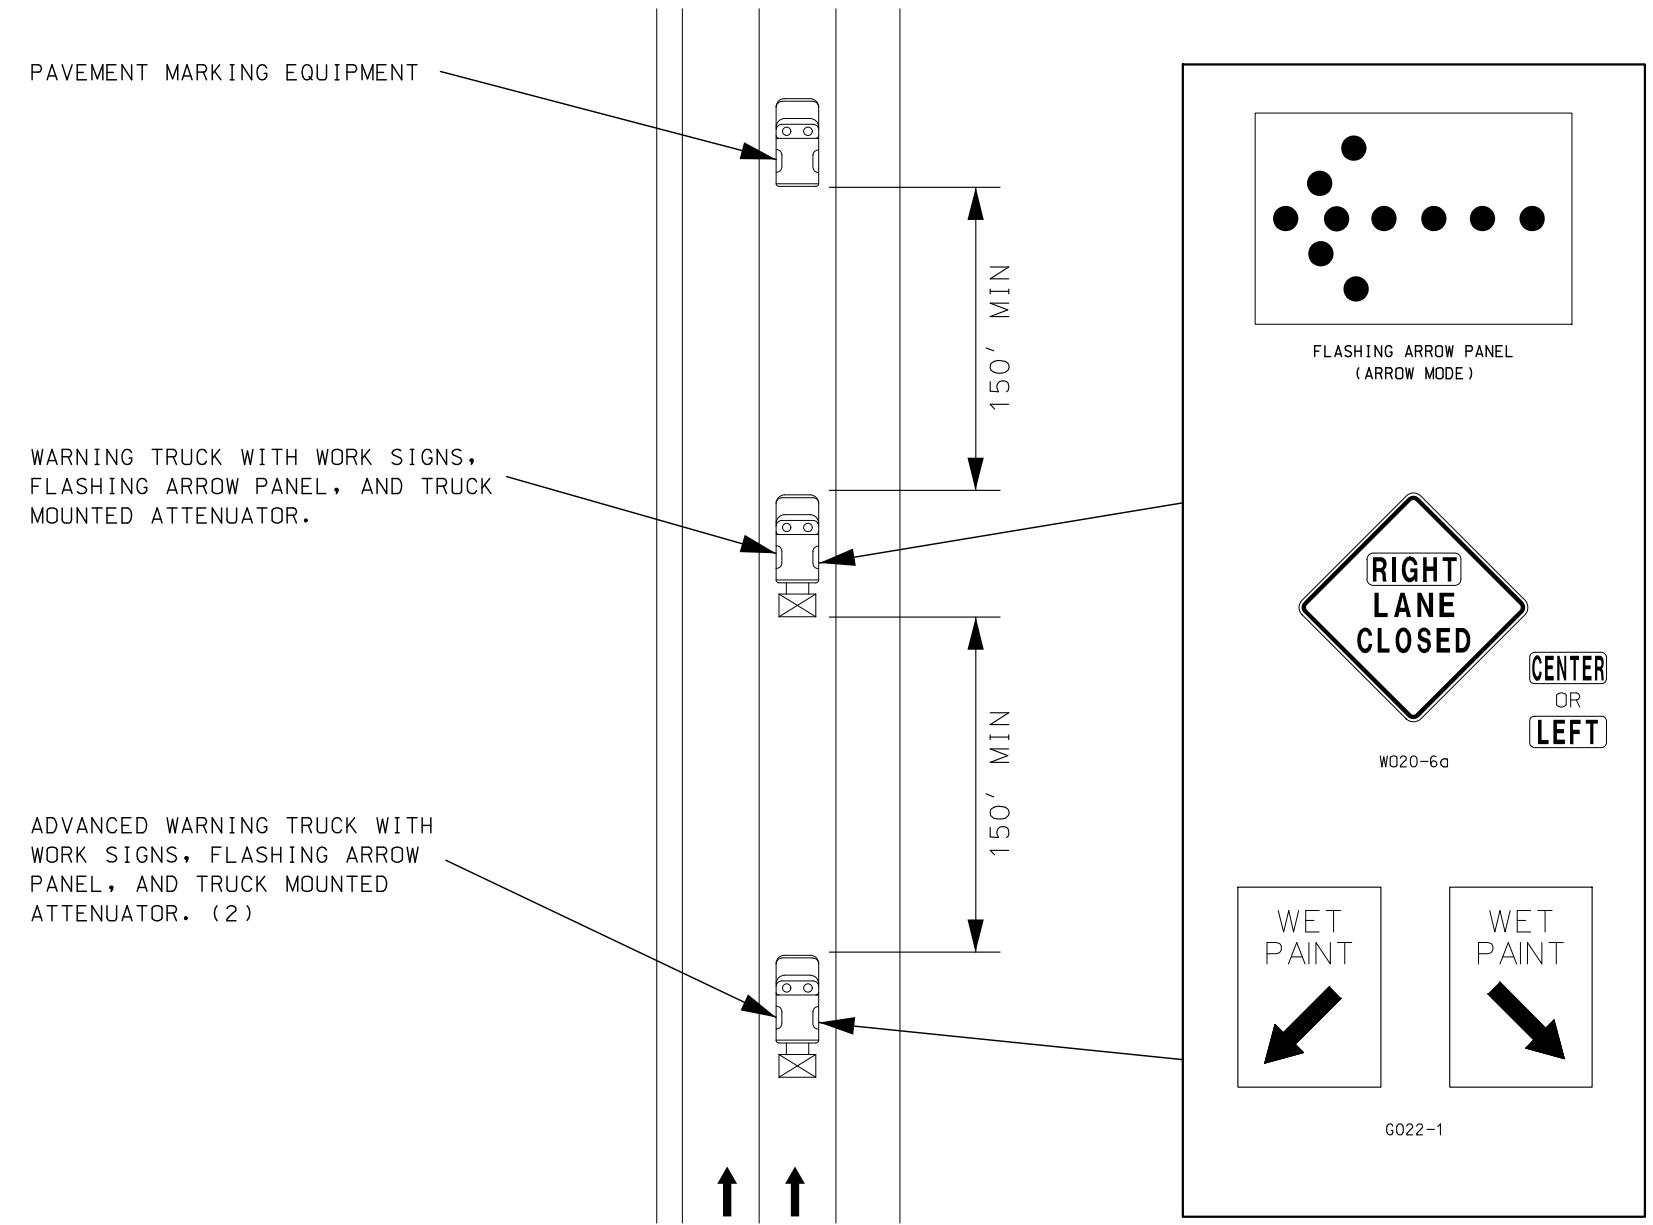 PAVEMENT MARKING EQUIPMENT
150' MIN
WARNING TRUCK WITH WORK SIGNS,
FLASHING ARROW PANEL, AND TRUCK
MOUNTED ATTENUATOR.
150' MIN
ADVANCED WARNING TRUCK WITH
WORK SIGNS, FLASHING ARROW
PANEL, AND TRUCK MOUNTED
ATTENUATOR. (2)
FLASHING ARROW PANEL
(ARROW MODE)
RIGHT
LANE
CLOSED
CENTER
OR
LEFT
WO20-6a
WET
PAINT
WET
PAINT
GO22-1